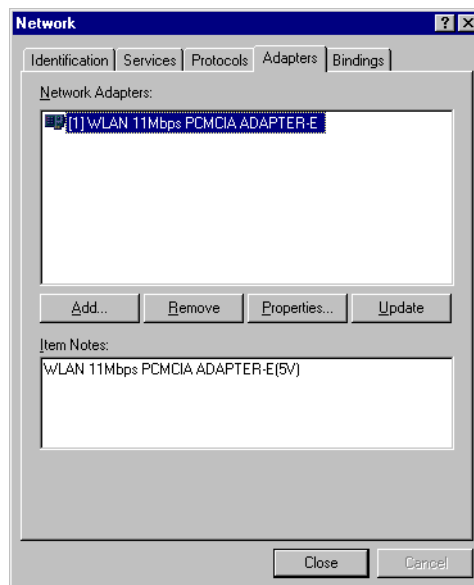 Network
Identification Services Protocols Adapters Bindings
Network Adapters:
[1] WLAN 11Mbps PCMCIA ADAPTER-E
Add... Remove Properties... Update
Item Notes:
WLAN 11Mbps PCMCIA ADAPTER-E(5V)
Close Cancel